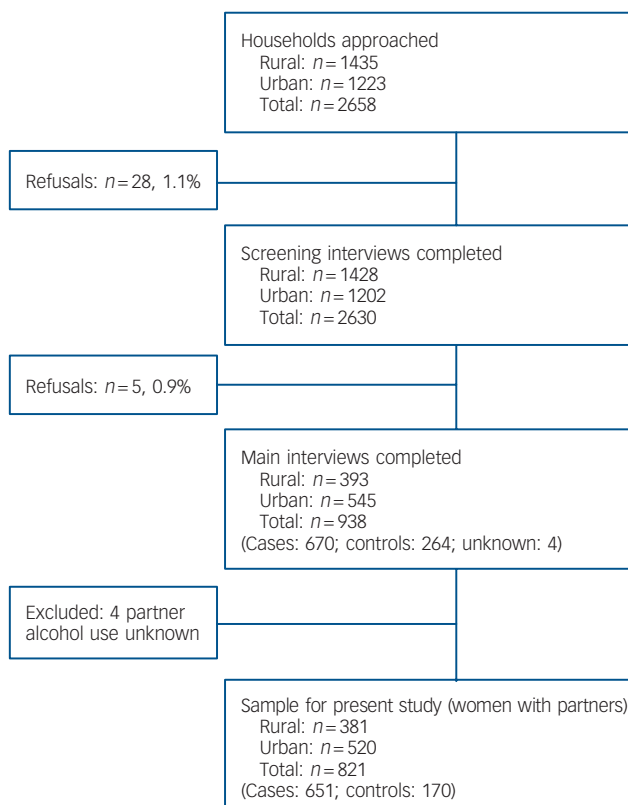 Households approached
Rural: n=1435
Urban: n=1223
Total: n=2658
Refusals: n=28, 1.1%
Screening interviews completed
Rural: n=1428
Urban: n=1202
Total: n=2630
Refusals: n=5, 0.9%
Main interviews completed
Rural: n=393
Urban: n=545
Total: n=938
(Cases: 670; controls: 264; unknown: 4)
Excluded: 4 partner
alcohol use unknown
Sample for present study (women with partners)
Rural: n=381
Urban: n=520
Total: n=821
(Cases: 651; controls: 170)